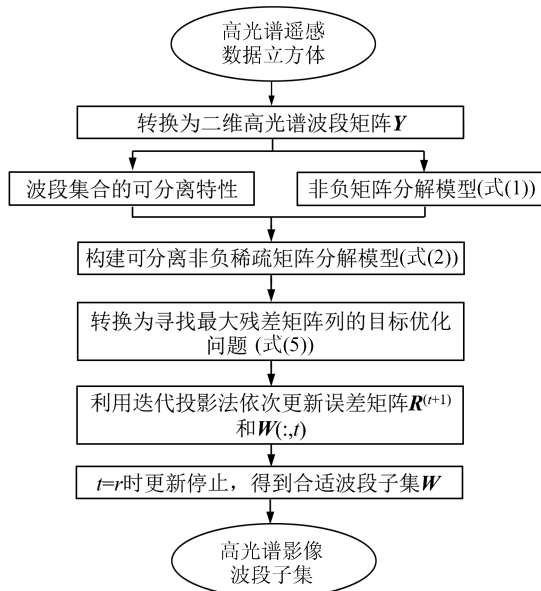 高光谱遥感
数据立方体
转换为二维高光谱波段矩阵Y
波段集合的可分离特性
非负矩阵分解模型(式(1))
构建可分离非负稀疏矩阵分解模型(式(2))
转换为寻找最大残差矩阵列的目标优化
问题 (式(5))
利用迭代投影法依次更新误差矩阵R⁽ᵗ⁺¹⁾
和W(:,t)
t=r时更新停止，得到合适波段子集W
高光谱影像
波段子集